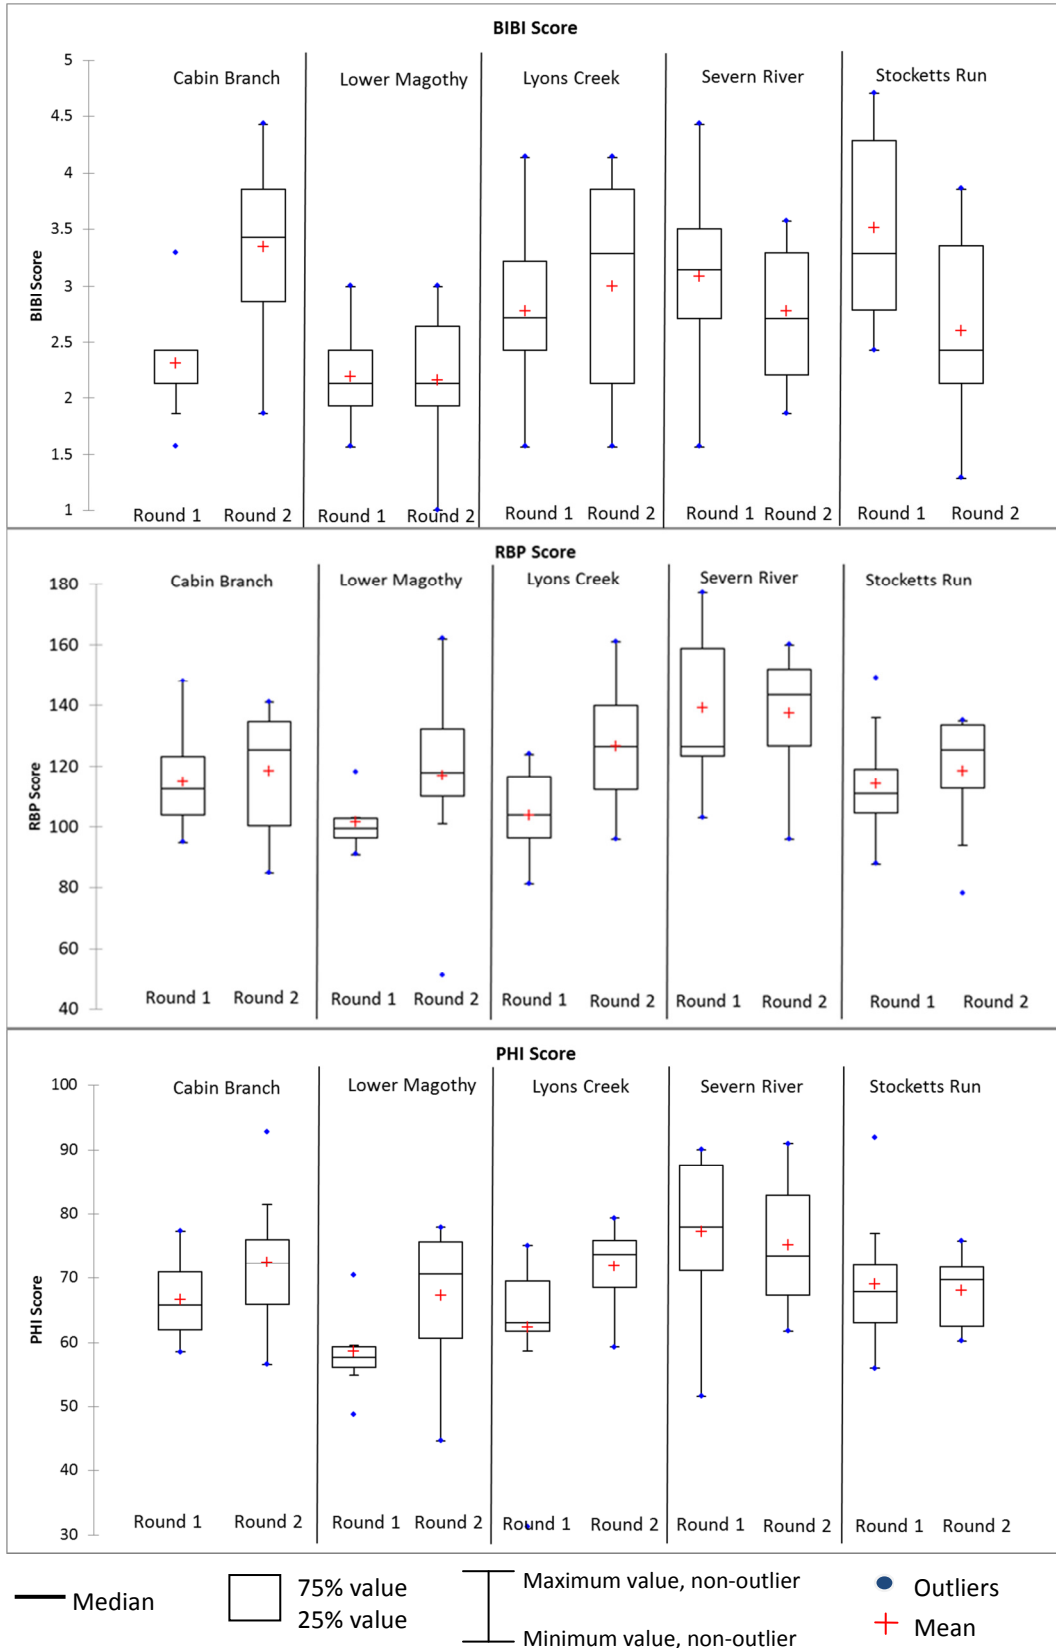 BIBI Score
Cabin Branch Lower Magothy Lyons Creek Severn River Stocketts Run
BIBI Score
5
4.5
4
3.5
3
2.5
2
1.5
1
Round 1 Round 2 Round 1 Round 2 Round 1 Round 2 Round 1 Round 2 Round 1 Round 2
RBP Score
Cabin Branch Lower Magothy Lyons Creek Severn River Stocketts Run
RBP Score
180
160
140
120
100
80
60
40
Round 1 Round 2 Round 1 Round 2 Round 1 Round 2 Round 1 Round 2 Round 1 Round 2
PHI Score
Cabin Branch Lower Magothy Lyons Creek Severn River Stocketts Run
PHI Score
100
90
80
70
60
50
40
30
Round 1 Round 2 Round 1 Round 2 Round 1 Round 2 Round 1 Round 2 Round 1 Round 2
Median
75% value
25% value
Maximum value, non-outlier
Minimum value, non-outlier
Outliers
Mean